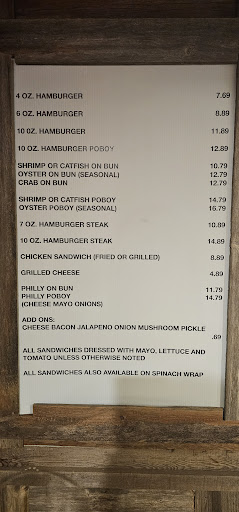 4 OZ. HAMBURGER 7.69
6 OZ. HAMBURGER 8.89
10 OZ. HAMBURGER 11.89
10 OZ. HAMBURGER POBOY 12.89
SHRIMP OR CATFISH ON BUN 10.79
OYSTER ON BUN (SEASONAL) 12.79
CRAB ON BUN 12.79
SHRIMP OR CATFISH POBOY 14.79
OYSTER POBOY (SEASONAL) 16.79
7 OZ. HAMBURGER STEAK 10.89
10 OZ. HAMBURGER STEAK 14.89
CHICKEN SANDWICH (FRIED OR GRILLED) 8.89
GRILLED CHEESE 4.89
PHILLY ON BUN 11.79
PHILLY POBOY 14.79
(CHEESE MAYO ONIONS)
ADD ONS:
CHEESE BACON JALAPENO ONION MUSHROOM PICKLE
.69
ALL SANDWICHES DRESSED WITH MAYO, LETTUCE AND
TOMATO UNLESS OTHERWISE NOTED
ALL SANDWICHES ALSO AVAILABLE ON SPINACH WRAP